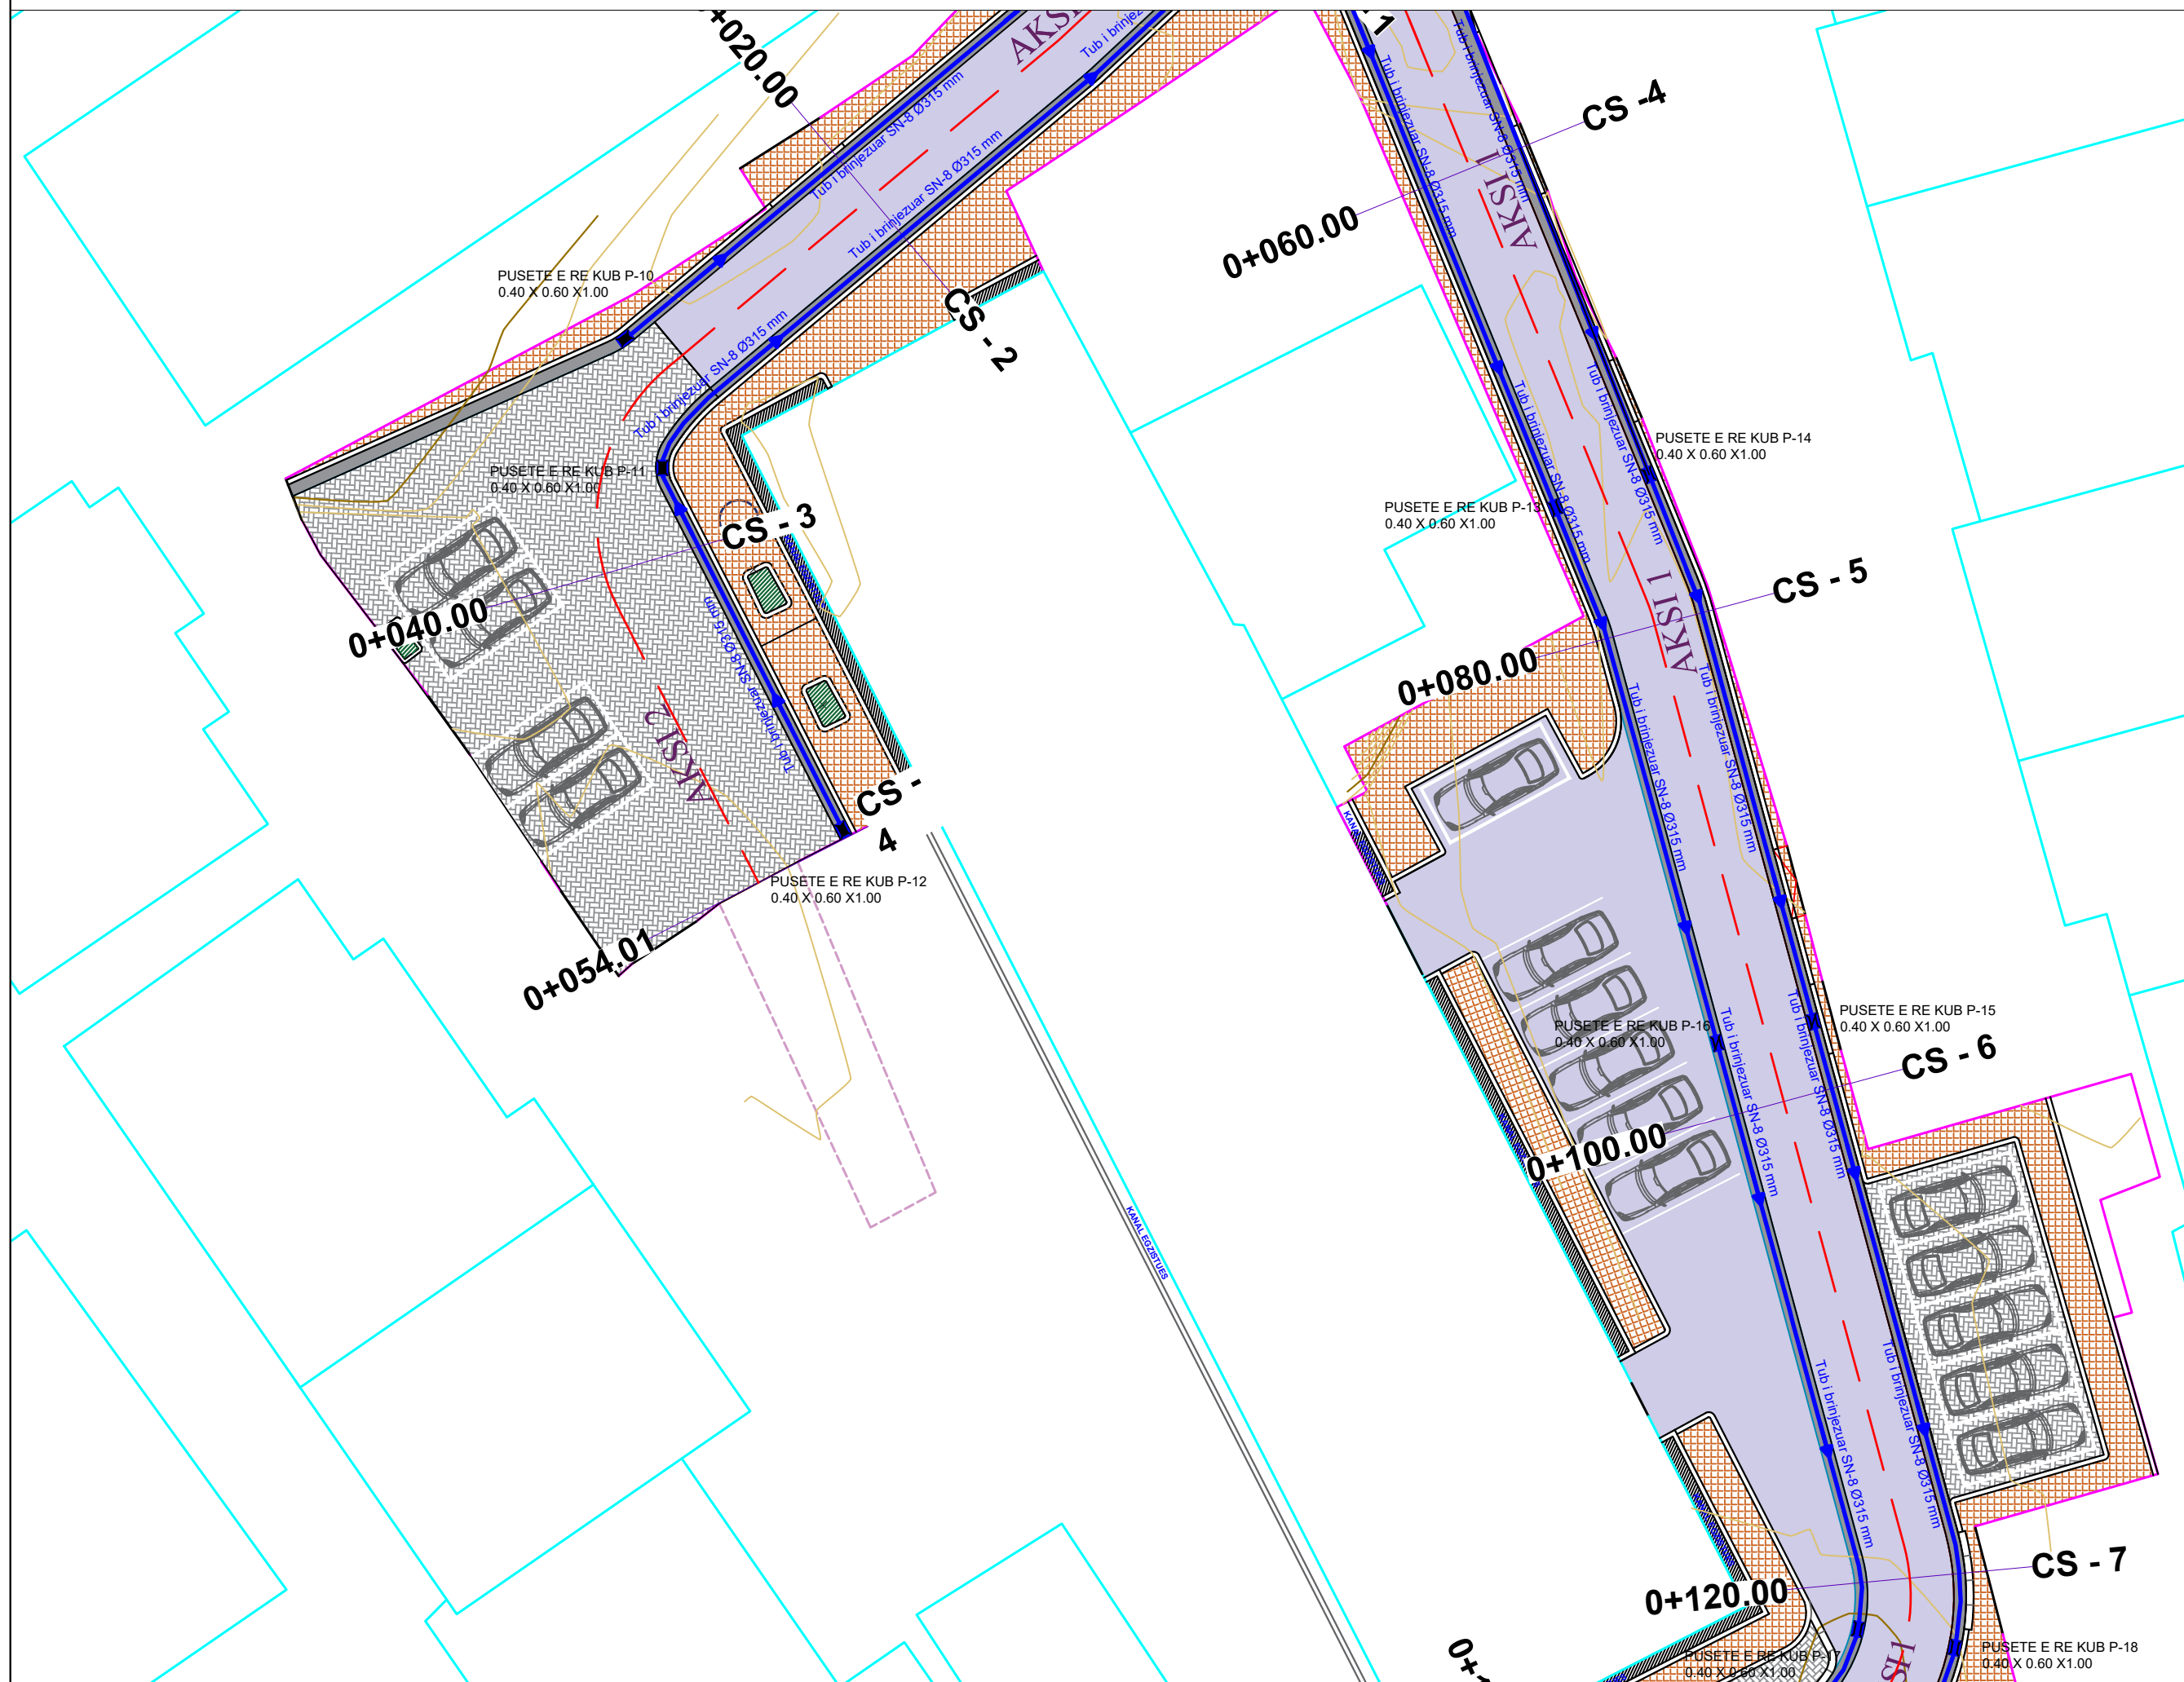 0+020.00
AKSI
Tub i brinjezuar SN-8 Ø315 mm
Tub i brinjez
Tub i brinjezuar SN-8 Ø315 mm
CS - 2
PUSETE E RE KUB P-10
0.40 X 0.60 X1.00
Tub i brinjezuar SN-8 Ø315 mm
PUSETE E RE KUB P-11
0.40 X 0.60 X1.00
CS - 3
0+040.00
Tub i brinjezuar SN-8 Ø315 mm
AKSI 2
CS -
4
PUSETE E RE KUB P-12
0.40 X 0.60 X1.00
0+054.01
KANAL EGZISTUES
1
Tub i brinjezuar SN-8 Ø315 mm
Tub i brinjezuar SN-8 Ø315 mm
CS -4
AKSI 1
0+060.00
Tub i brinjezuar SN-8 Ø315 mm
Tub i brinjezuar SN-8 Ø315 mm
PUSETE E RE KUB P-14
0.40 X 0.60 X1.00
PUSETE E RE KUB P-13
0.40 X 0.60 X1.00
CS - 5
AKSI 1
0+080.00
Tub i brinjezuar SN-8 Ø315 mm
Tub i brinjezuar SN-8 Ø315 mm
PUSETE E RE KUB P-15
0.40 X 0.60 X1.00
PUSETE E RE KUB P-16
0.40 X 0.60 X1.00
CS - 6
Tub i brinjezuar SN-8 Ø315 mm
Tub i brinjezuar SN-8 Ø315 mm
0+100.00
Tub i brinjezuar SN-8 Ø315 mm
Tub i brinjezuar SN-8 Ø315 mm
CS - 7
0+120.00
PUSETE E RE KUB P-18
0.40 X 0.60 X1.00
PUSETE E RE KUB P-17
0.40 X 0.60 X1.00
SI 1
0+1